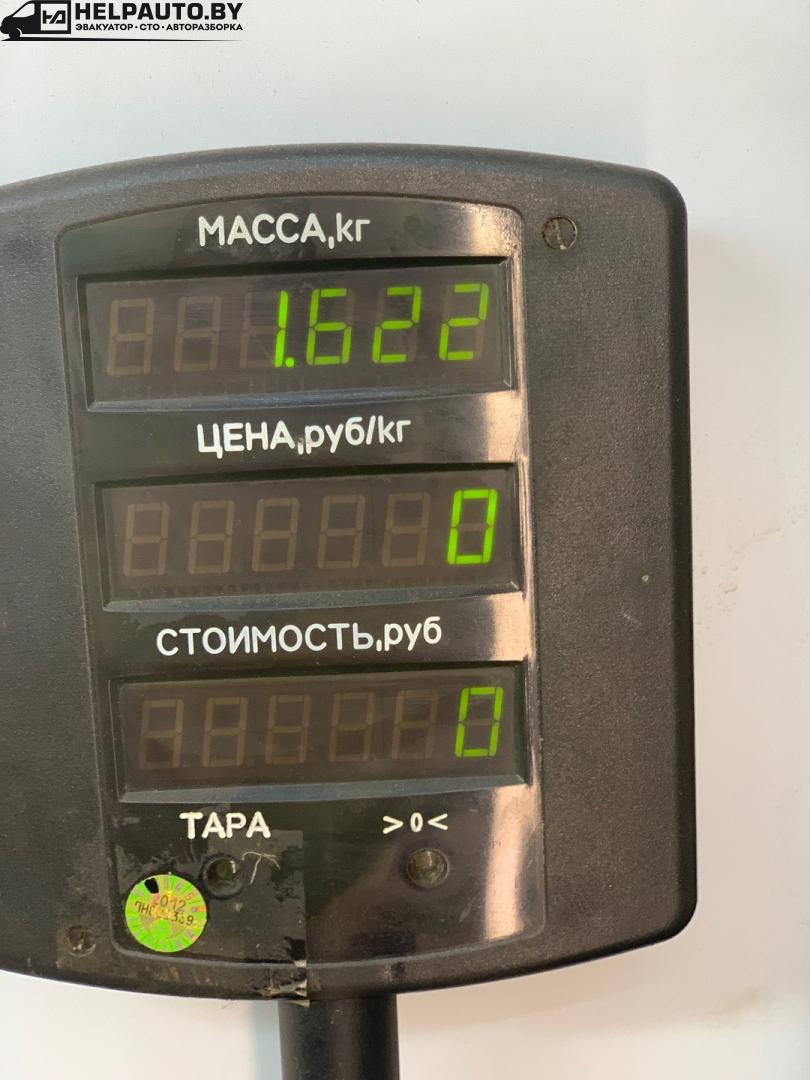 HELPAUTO.BY
ЭВАКУАТОР • СТО • АВТОРАЗБОРКА
МАССА,кг
1.622
ЦЕНА,руб/кг
0
СТОИМОСТЬ,руб
0
ТАРА >0<